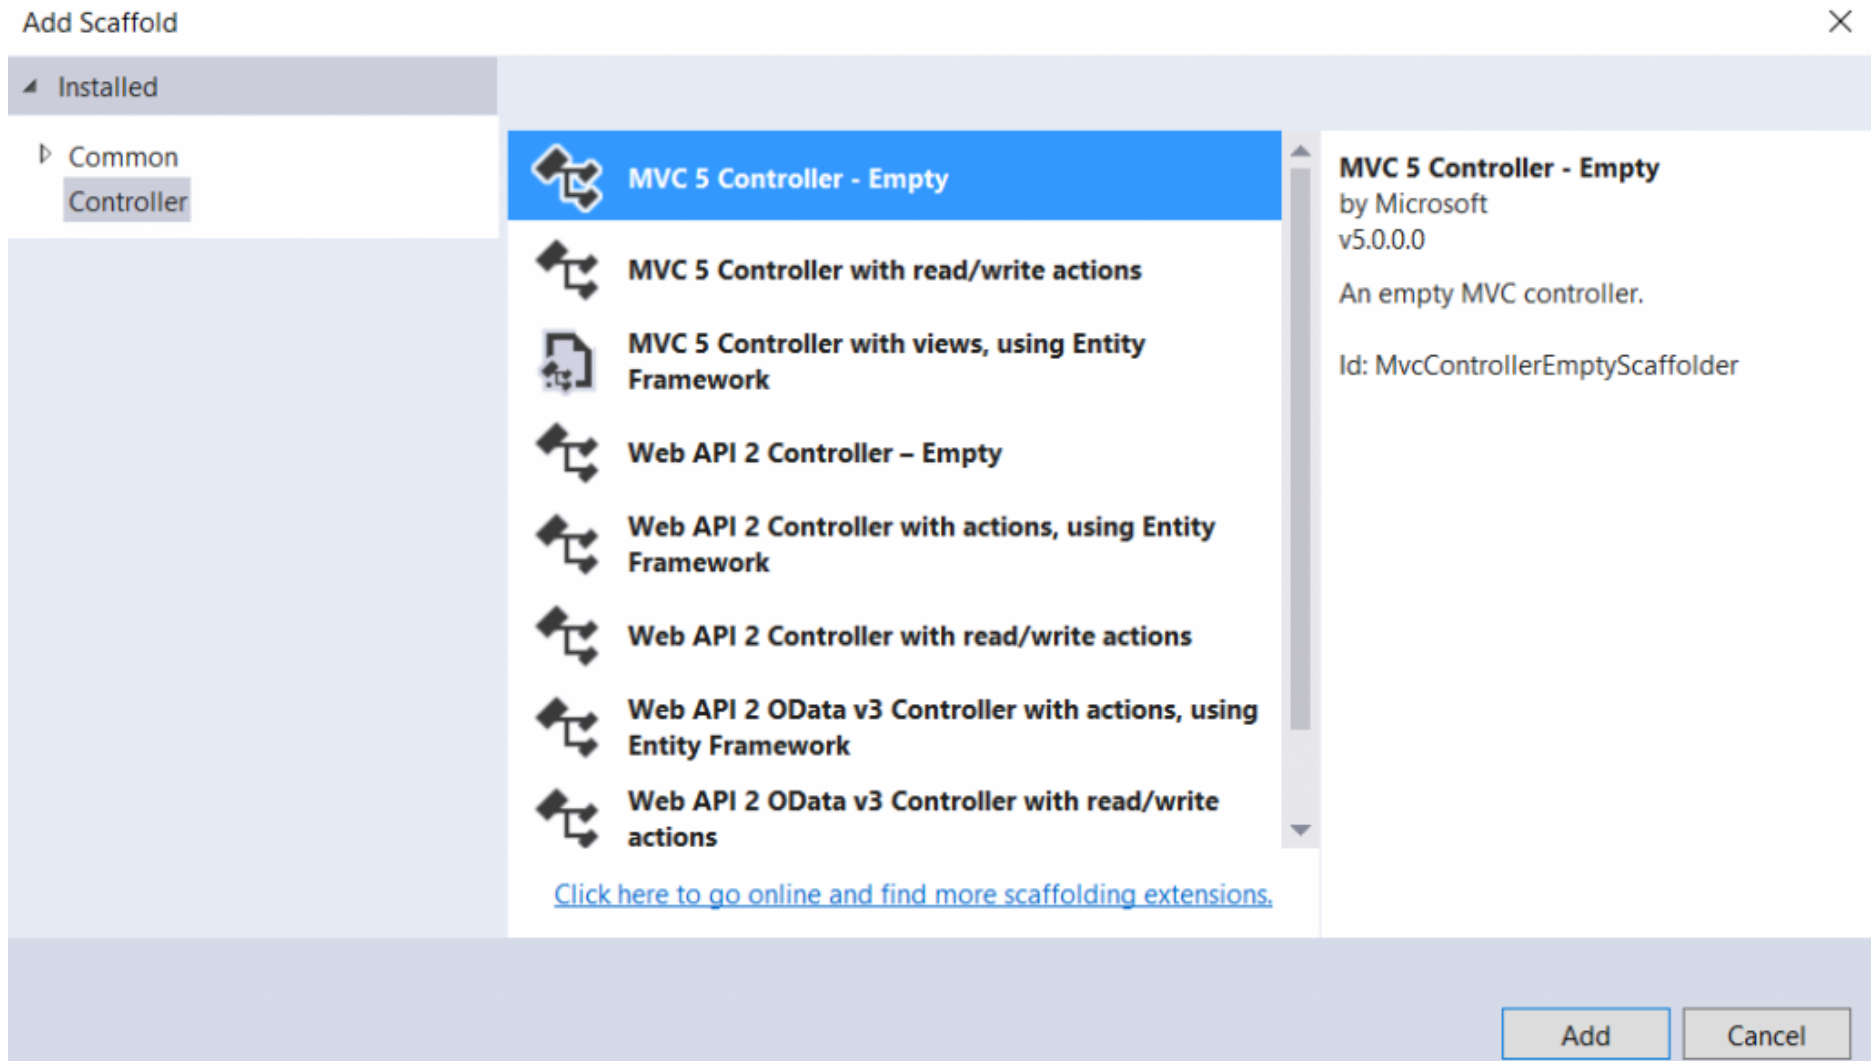 Add Scaffold
Installed
Common
Controller
MVC 5 Controller - Empty
MVC 5 Controller with read/write actions
MVC 5 Controller with views, using Entity
Framework
Web API 2 Controller – Empty
Web API 2 Controller with actions, using Entity
Framework
Web API 2 Controller with read/write actions
Web API 2 OData v3 Controller with actions, using
Entity Framework
Web API 2 OData v3 Controller with read/write
actions
Click here to go online and find more scaffolding extensions.
MVC 5 Controller - Empty
by Microsoft
v5.0.0.0
An empty MVC controller.
Id: MvcControllerEmptyScaffolder
Add
Cancel